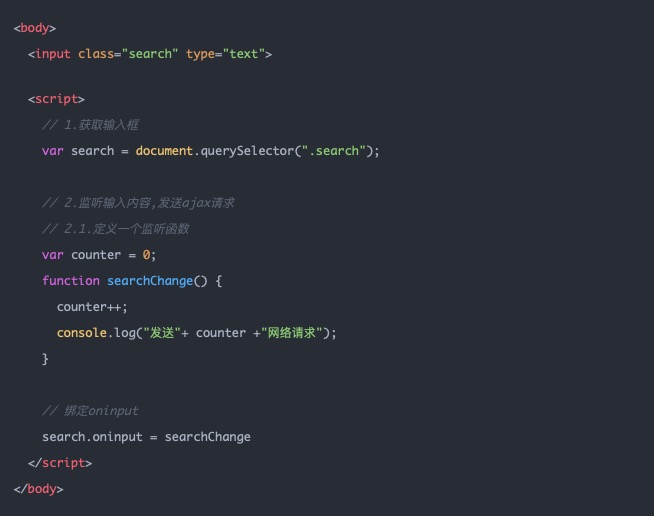 <body>
<input class="search" type="text">
<script>
// 1.获取输入框
var search = document.querySelector(".search");
// 2.监听输入内容,发送ajax请求
// 2.1.定义一个监听函数
var counter = 0;
function searchChange() {
counter++;
console.log("发送"+ counter +"网络请求");
}
// 绑定oninput
search.oninput = searchChange
</script>
</body>